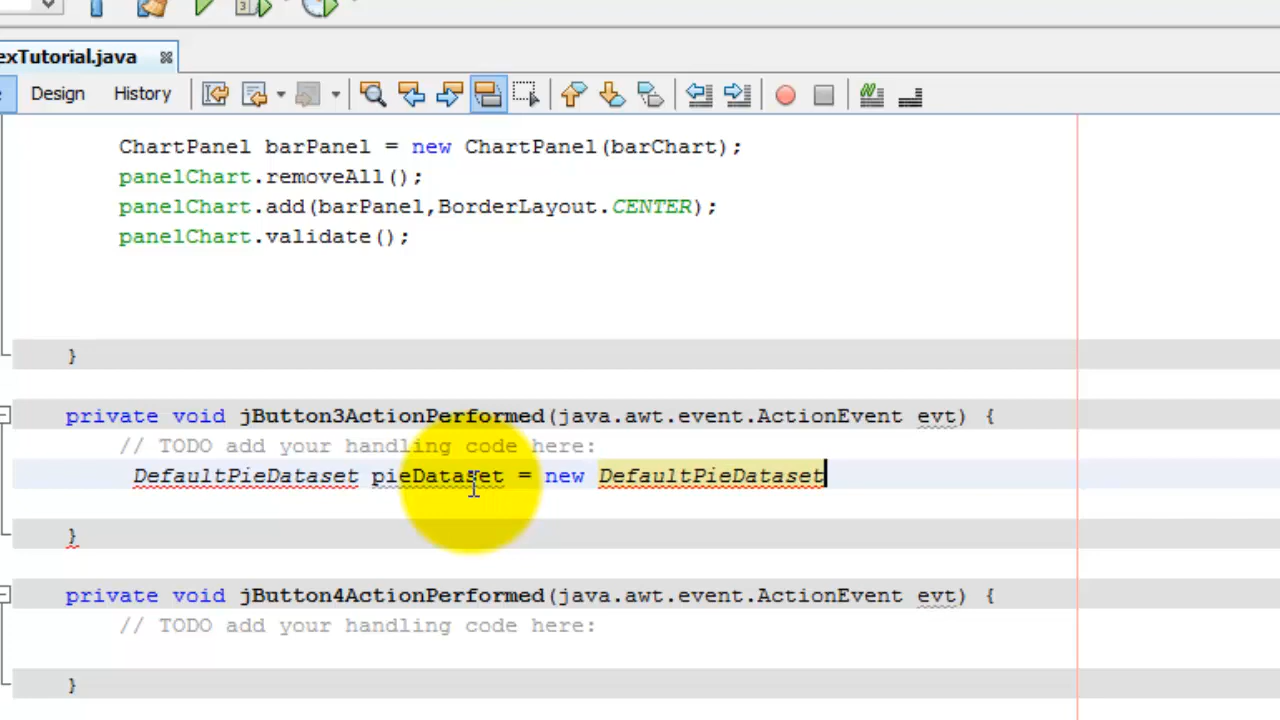 exTutorial.java
Design History
ChartPanel barPanel = new ChartPanel(barChart);
panelChart.removeAll();
panelChart.add(barPanel,BorderLayout.CENTER);
panelChart.validate();
}
private void jButton3ActionPerformed(java.awt.event.ActionEvent evt) {
// TODO add your handling code here:
DefaultPieDataset pieDataset = new DefaultPieDataset
}
private void jButton4ActionPerformed(java.awt.event.ActionEvent evt) {
// TODO add your handling code here:
}